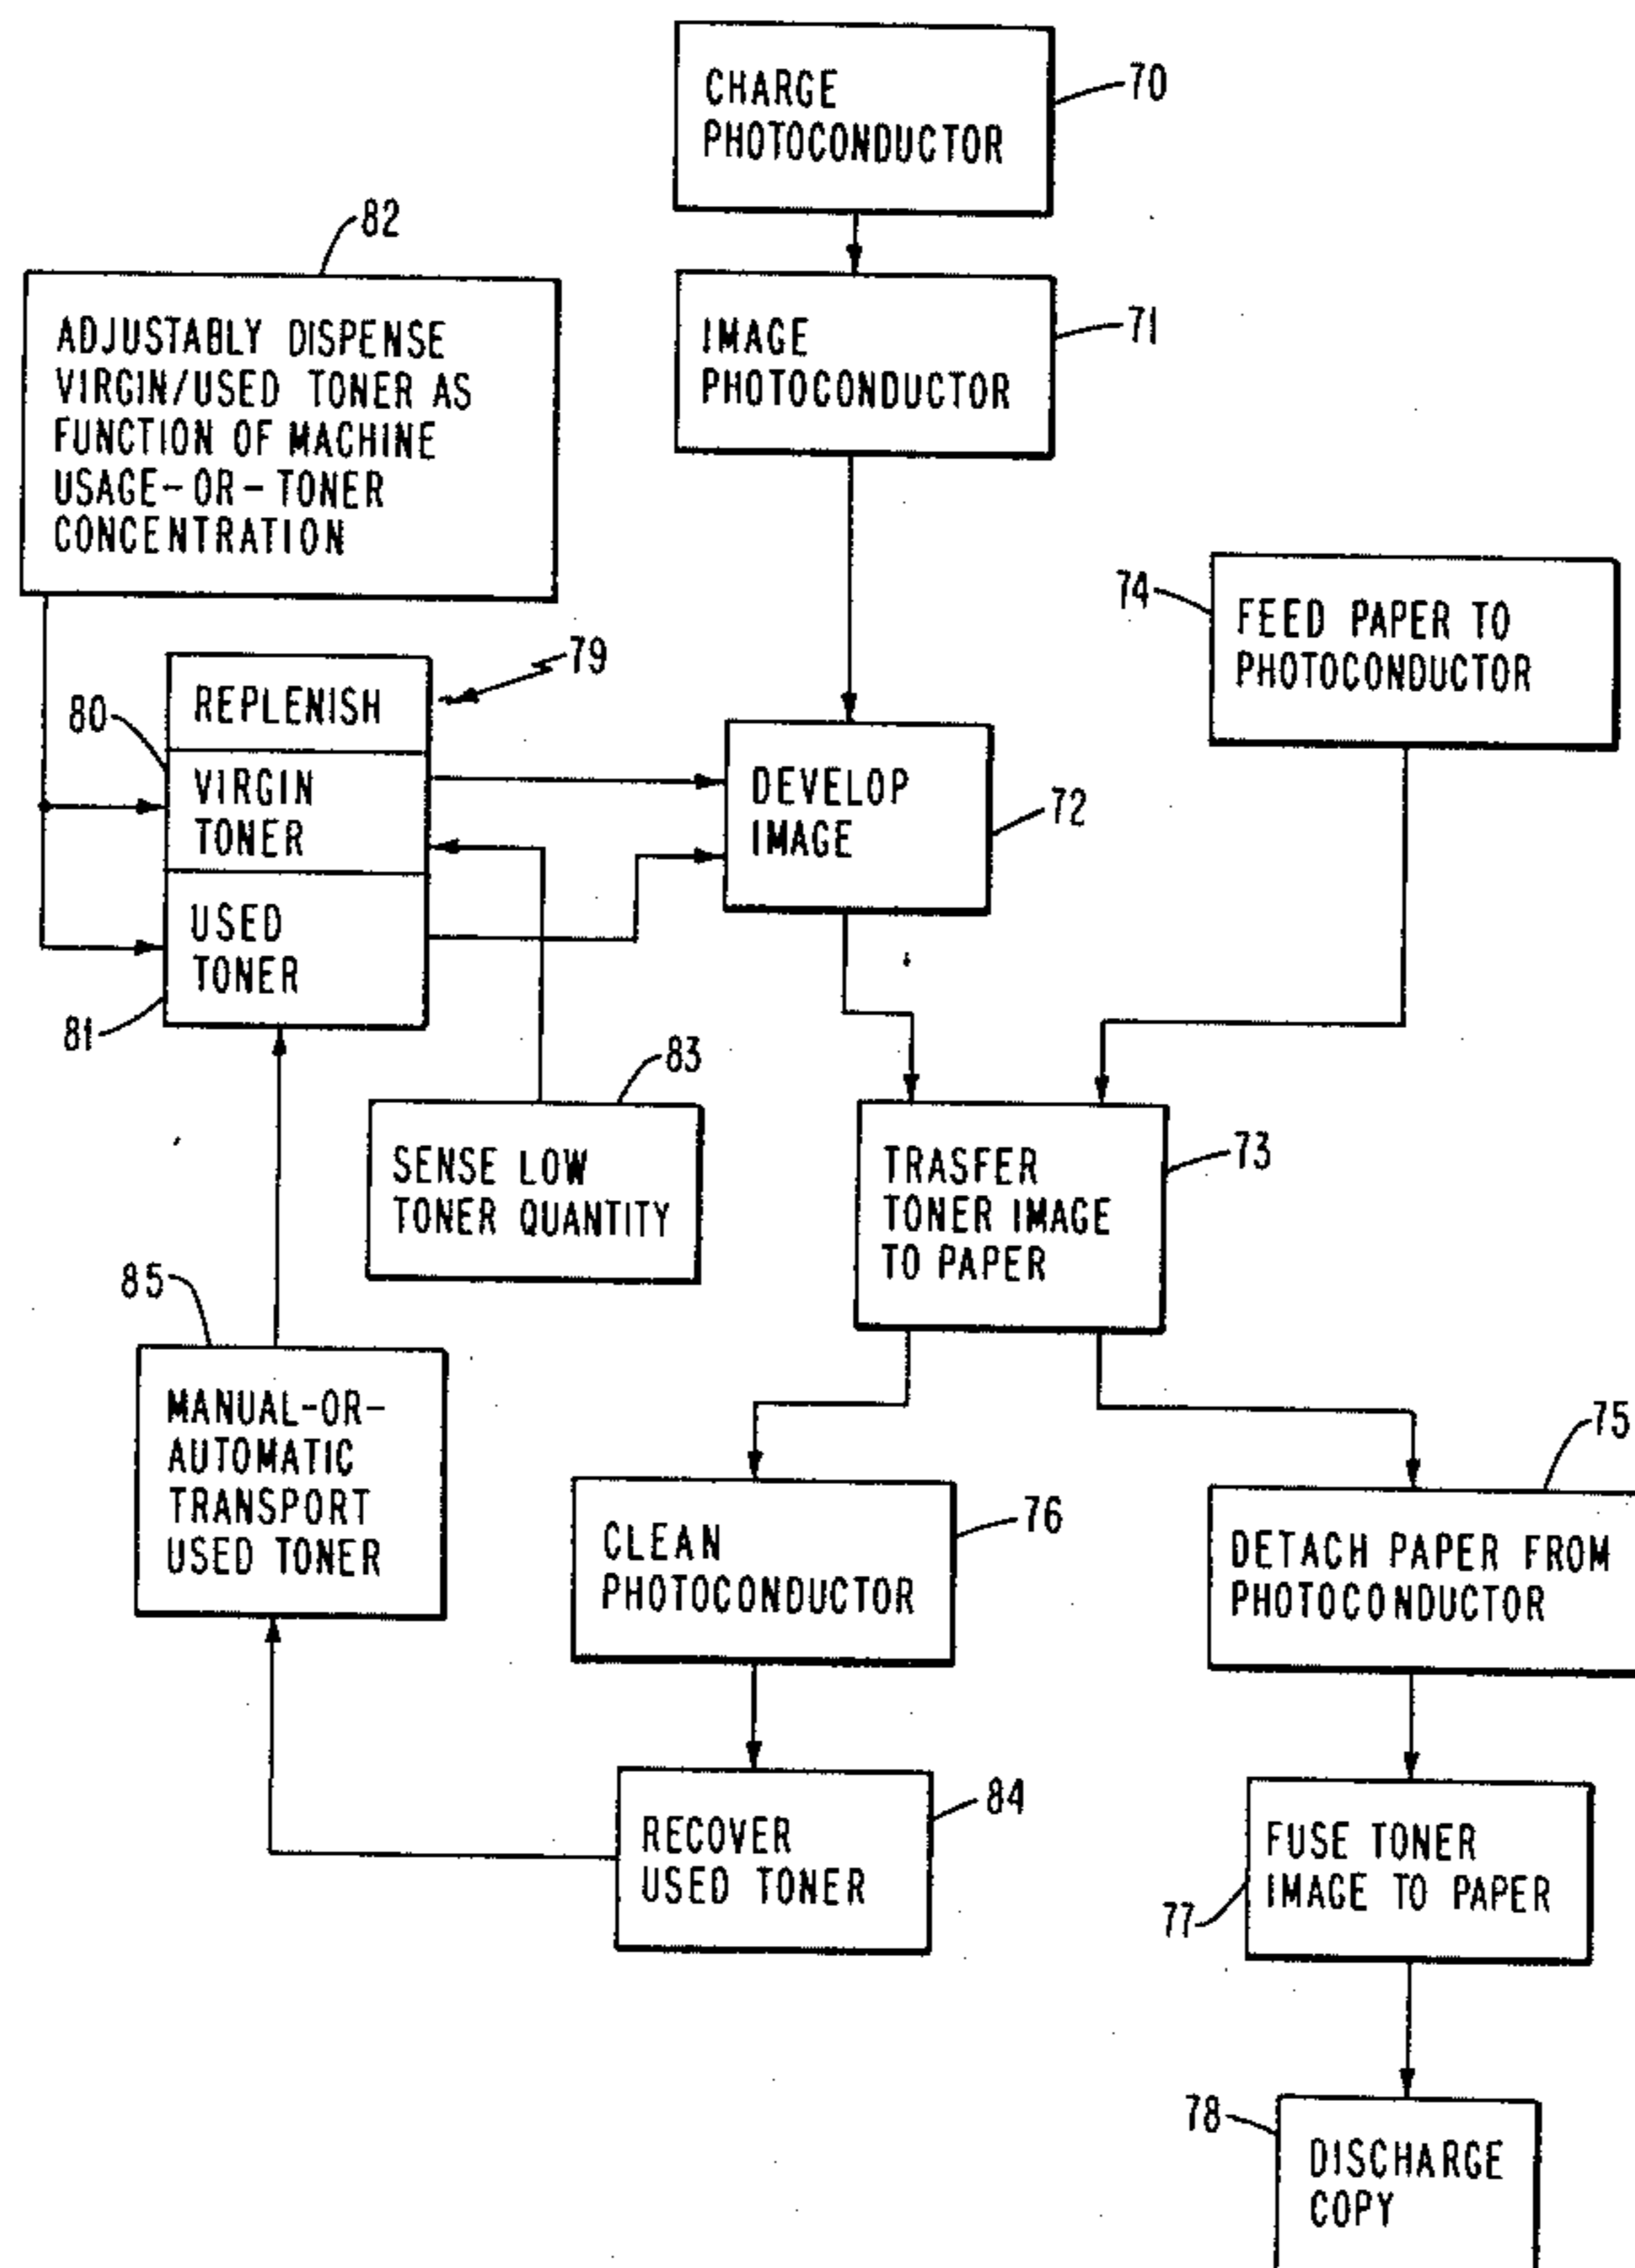 CHARGE
PHOTOCONDUCTOR
70
82
IMAGE
PHOTOCONDUCTOR
71
ADJUSTABLY DISPENSE
VIRGIN/USED TONER AS
FUNCTION OF MACHINE
USAGE-OR-TONER
CONCENTRATION
74
FEED PAPER TO
PHOTOCONDUCTOR
79
REPLENISH
80
VIRGIN
TONER
DEVELOP
IMAGE
72
USED
TONER
81
83
SENSE LOW
TONER QUANTITY
TRASFER
TONER IMAGE
TO PAPER
73
85
MANUAL-OR-
AUTOMATIC
TRANSPORT
USED TONER
75
CLEAN
PHOTOCONDUCTOR
76
DETACH PAPER FROM
PHOTOCONDUCTOR
RECOVER
USED TONER
84
FUSE TONER
IMAGE TO PAPER
77
78
DISCHARGE
COPY